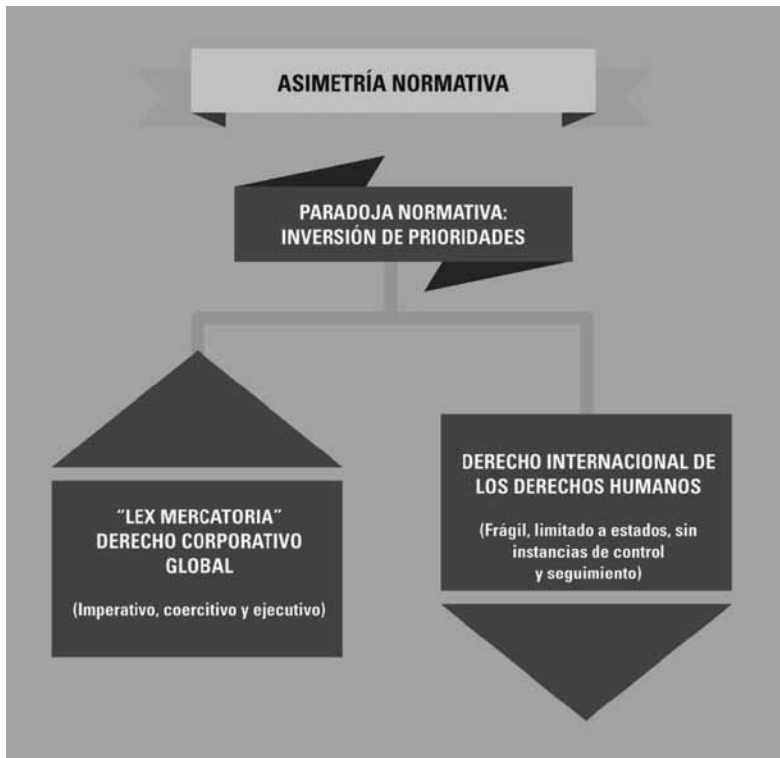 ASIMETRÍA NORMATIVA
PARADOJA NORMATIVA:
INVERSIÓN DE PRIORIDADES
“LEX MERCATORIA”
DERECHO CORPORATIVO
GLOBAL
(Imperativo, coercitivo y ejecutivo)
DERECHO INTERNACIONAL DE
LOS DERECHOS HUMANOS
(Frágil, limitado a estados, sin
instancias de control
y seguimiento)